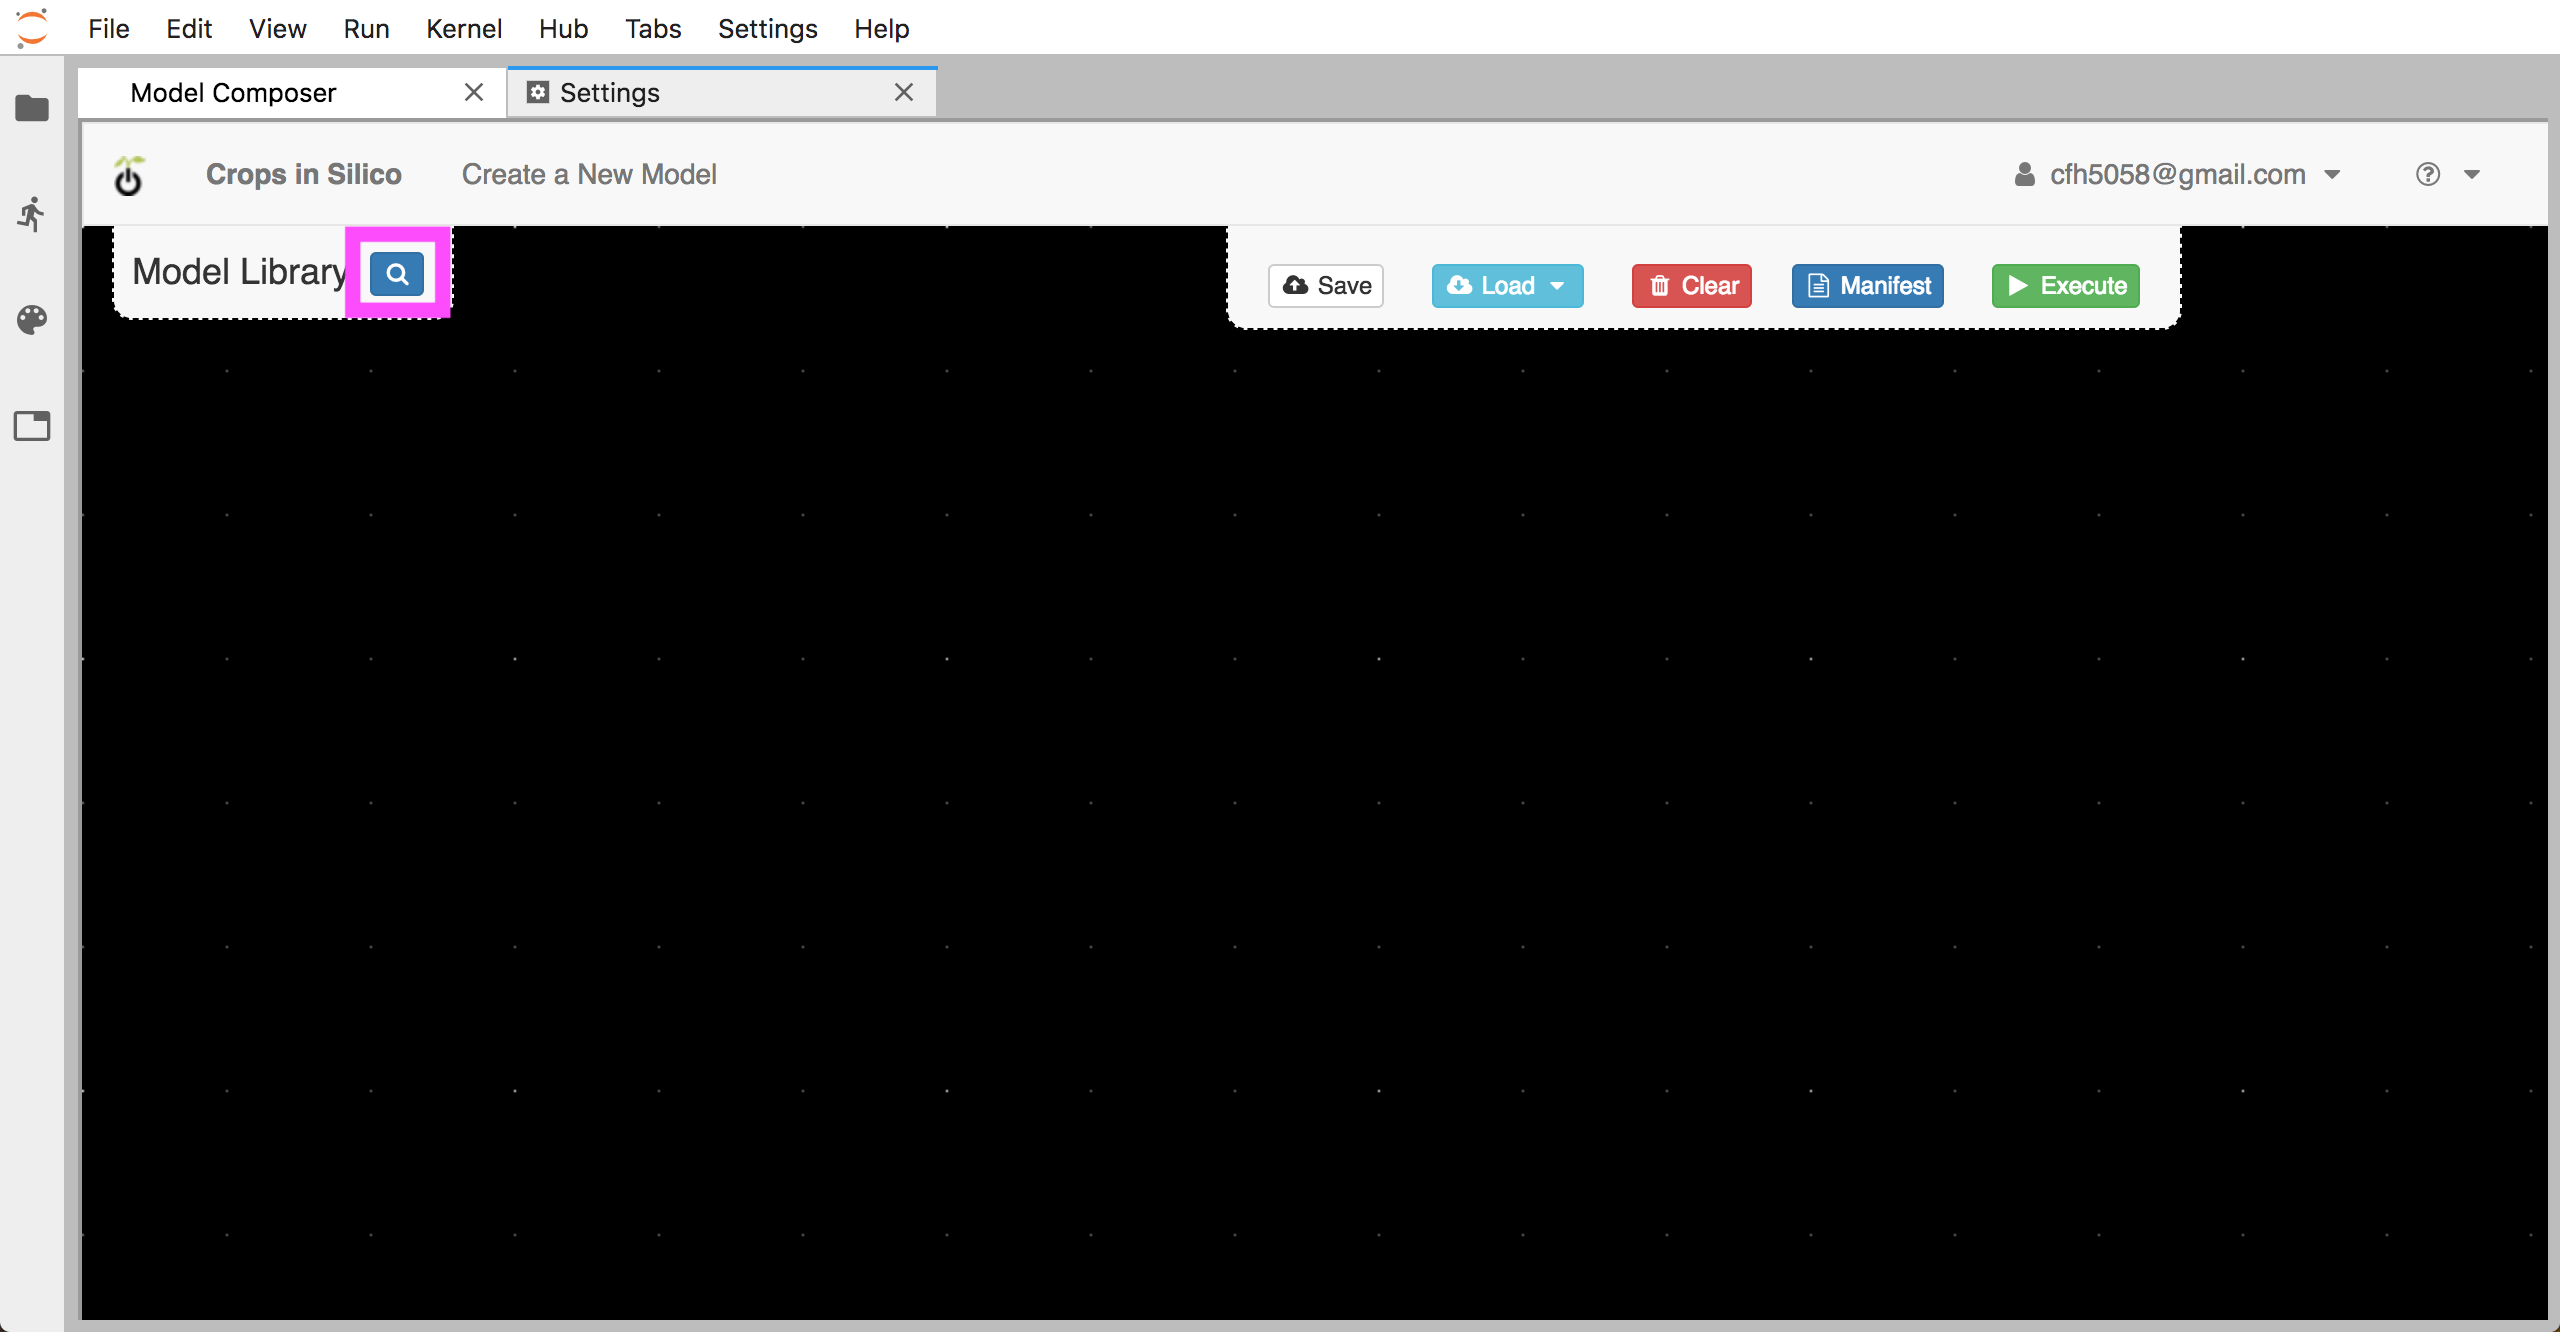 File Edit View Run Kernel Hub Tabs Settings Help
Model Composer Settings
Crops in Silico Create a New Model cfh5058@gmail.com
Model Library Save Load Clear Manifest Execute